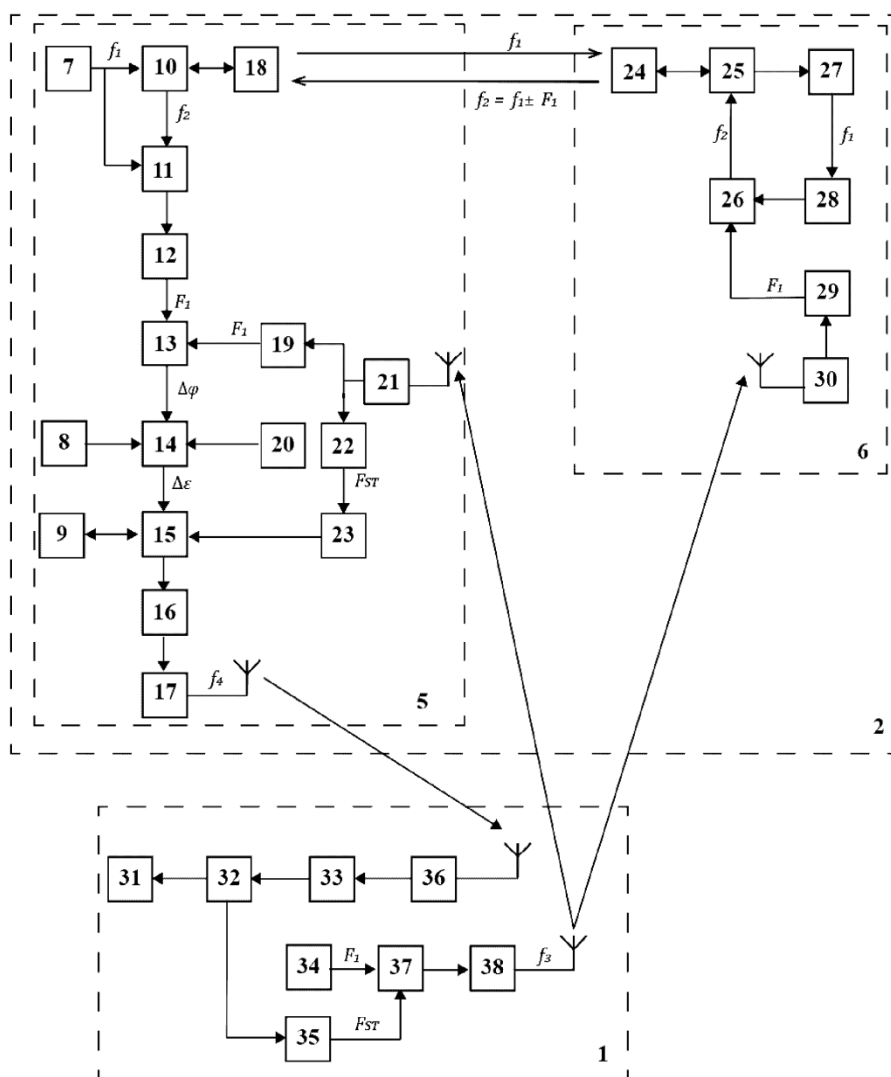 7 f₁ 10 18 f₁ 24 25 27
f₂ = f₁± F₁
f₂ f₂ f₁
11 26 28
12
F₁ F₁ 29
13 F₁ 19
21 30
Δφ
8 14 20 22 6
Δε F_ST
9 15 23
16
17 f₄ 5 2
31 32 33 36
34 F₁ 37 38 f₃
35 F_ST 1